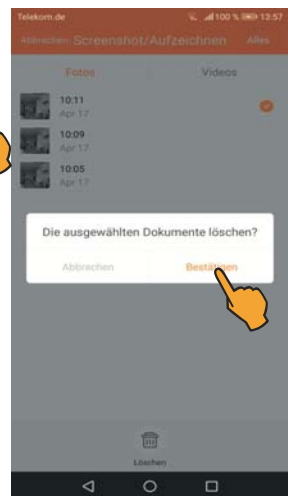 Telekom.de 100 % 13:57
Abbrechen Screenshot/Aufzeichnen Alles
Fotos Videos
10:11
Apr 17
10:09
Apr 17
10:05
Apr 17
Die ausgewählten Dokumente löschen?
Abbrechen Bestätigen
Löschen